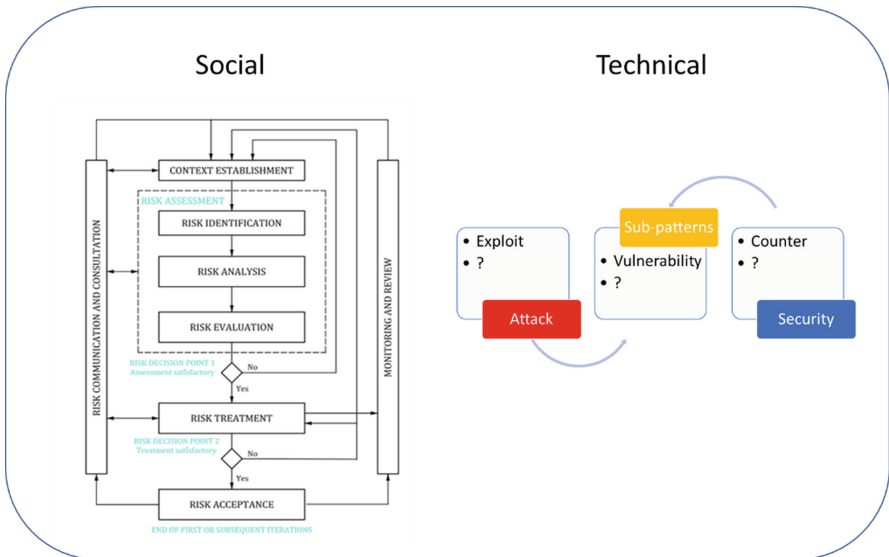 Social
Technical
CONTEXT ESTABLISHMENT
RISK ASSESSMENT
RISK IDENTIFICATION
RISK ANALYSIS
RISK EVALUATION
RISK COMMUNICATION AND CONSULTATION
MONITORING AND REVIEW
RISK DECISION POINT 1
Assessment satisfactory
No
Yes
RISK TREATMENT
RISK DECISION POINT 2
Treatment satisfactory
No
Yes
RISK ACCEPTANCE
END OF FIRST OR SUBSEQUENT ITERATIONS
• Exploit
• ?
Attack
Sub-patterns
• Vulnerability
• ?
• Counter
• ?
Security